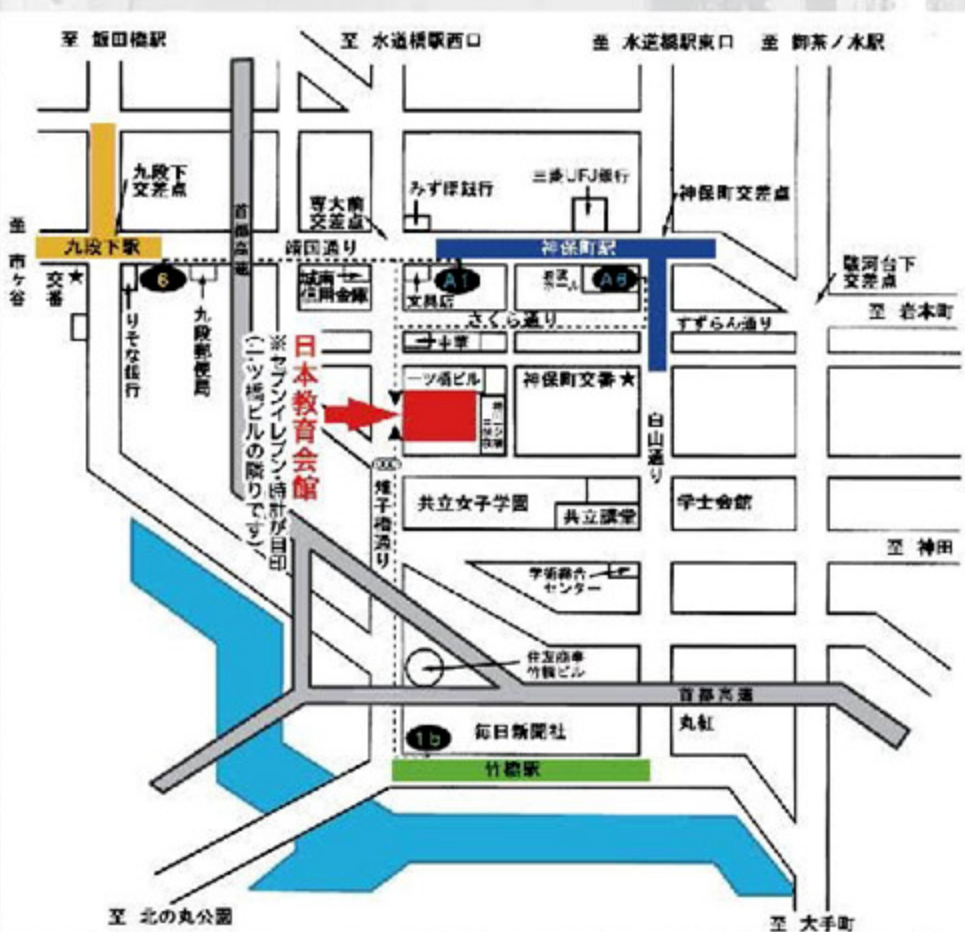 至 飯田橋駅
至 水道橋駅西口
至 水道橋駅東口
至 御茶ノ水駅
九段下
交差点
みずほ銀行
三菱UFJ銀行
専大前
交差点
神保町交差点
首都高速
至 市ヶ谷
九段下駅
靖国通り
神保町駅
駿河台下
交差点
交番★
6
城南
信用金庫
文具店
A1
A6
りそな銀行
九段郵便局
さくら通り
すずらん通り
至 岩本町
中華
日本教育会館
※セブンイレブン・時計が目印
(一ツ橋ビルの隣りです)
一ツ橋ビル
神保町交番★
白山通り
雉子橋通り
共立女子学園
共立講堂
学士会館
至 神田
学術総合
センター
住友商事
竹橋ビル
首都高速
1b
毎日新聞社
丸紅
竹橋駅
至 北の丸公園
至 大手町